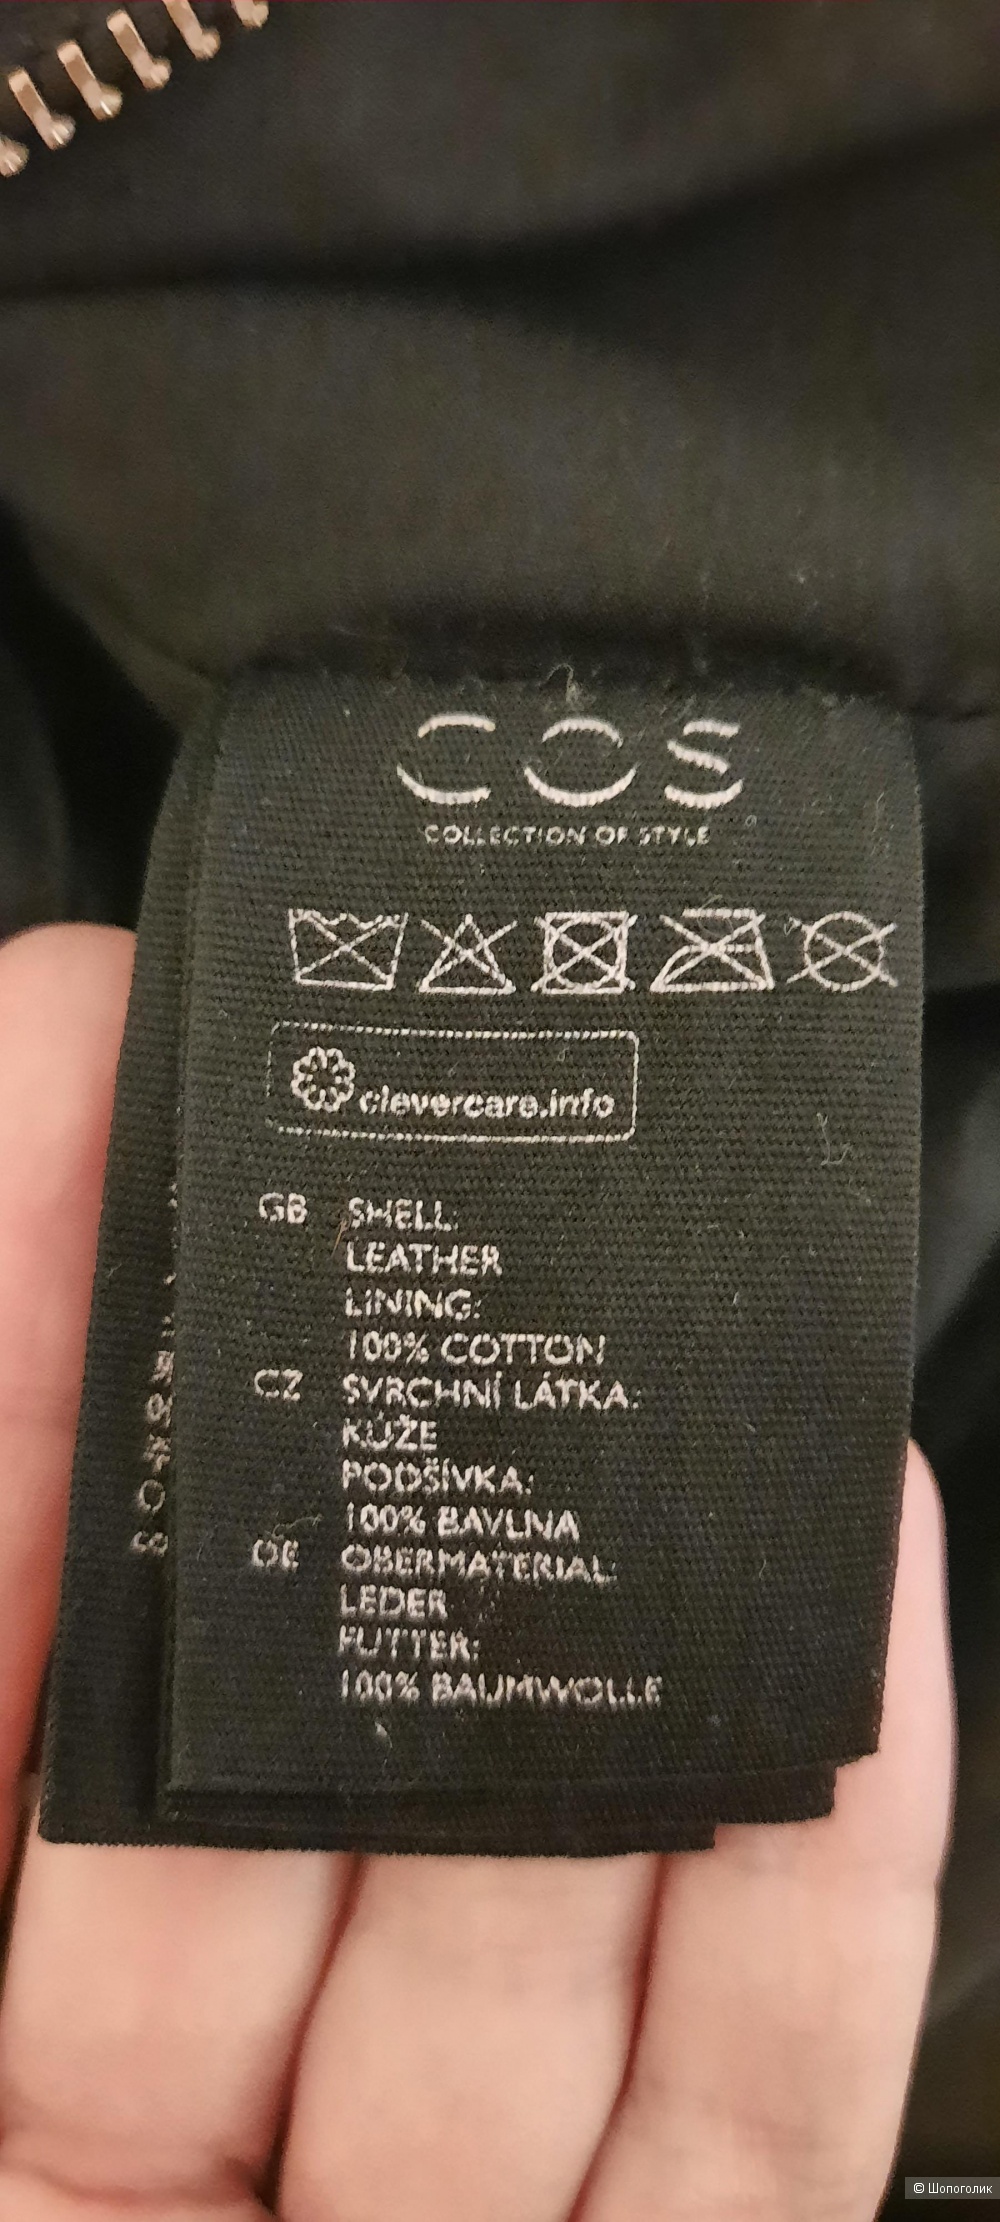 COS
COLLECTION OF STYLE
clevercare.info
GB SHELL:
LEATHER
LINING:
100% COTTON
CZ SVRCHNÍ LÁTKA:
KŮŽE
PODŠÍVKA:
100% BAVLNA
DE OBERMATERIAL:
LEDER
FUTTER:
100% BAUMWOLLE
© Шопоголик